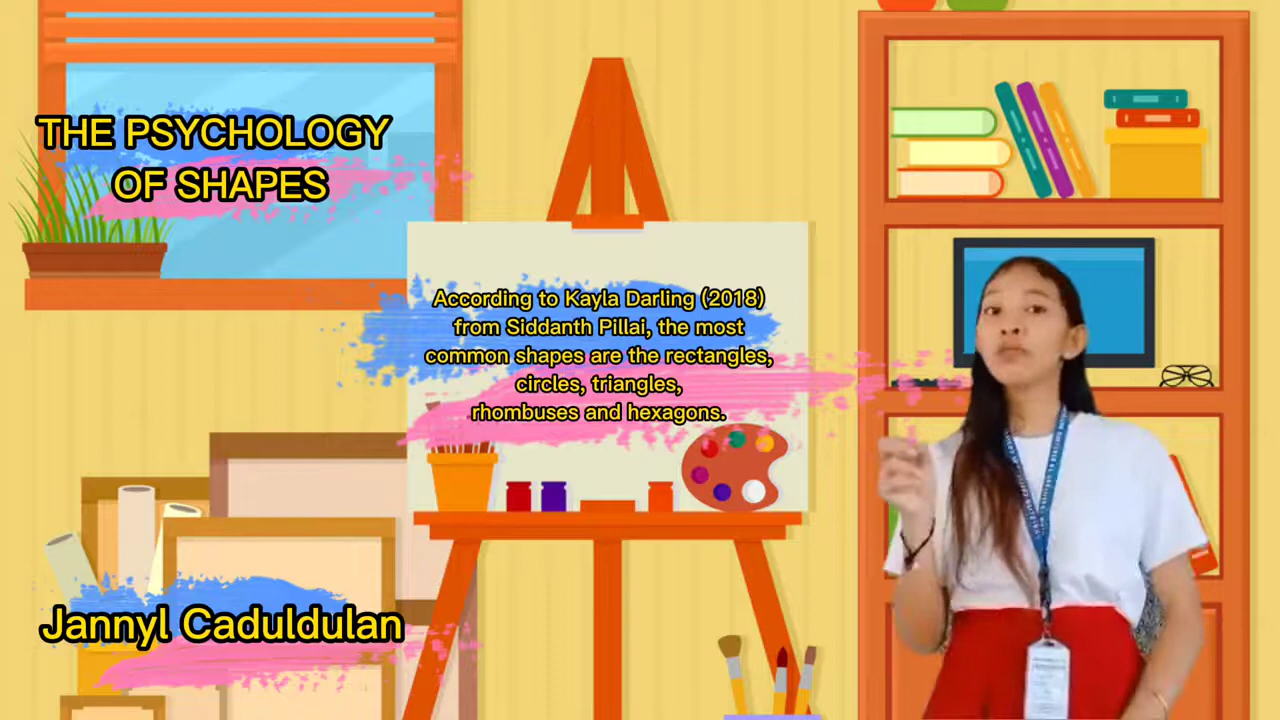 THE PSYCHOLOGY
OF SHAPES
According to Kayla Darling (2018)
from Siddanth Pillai, the most
common shapes are the rectangles,
circles, triangles,
rhombuses and hexagons.
Jannyl Caduldulan